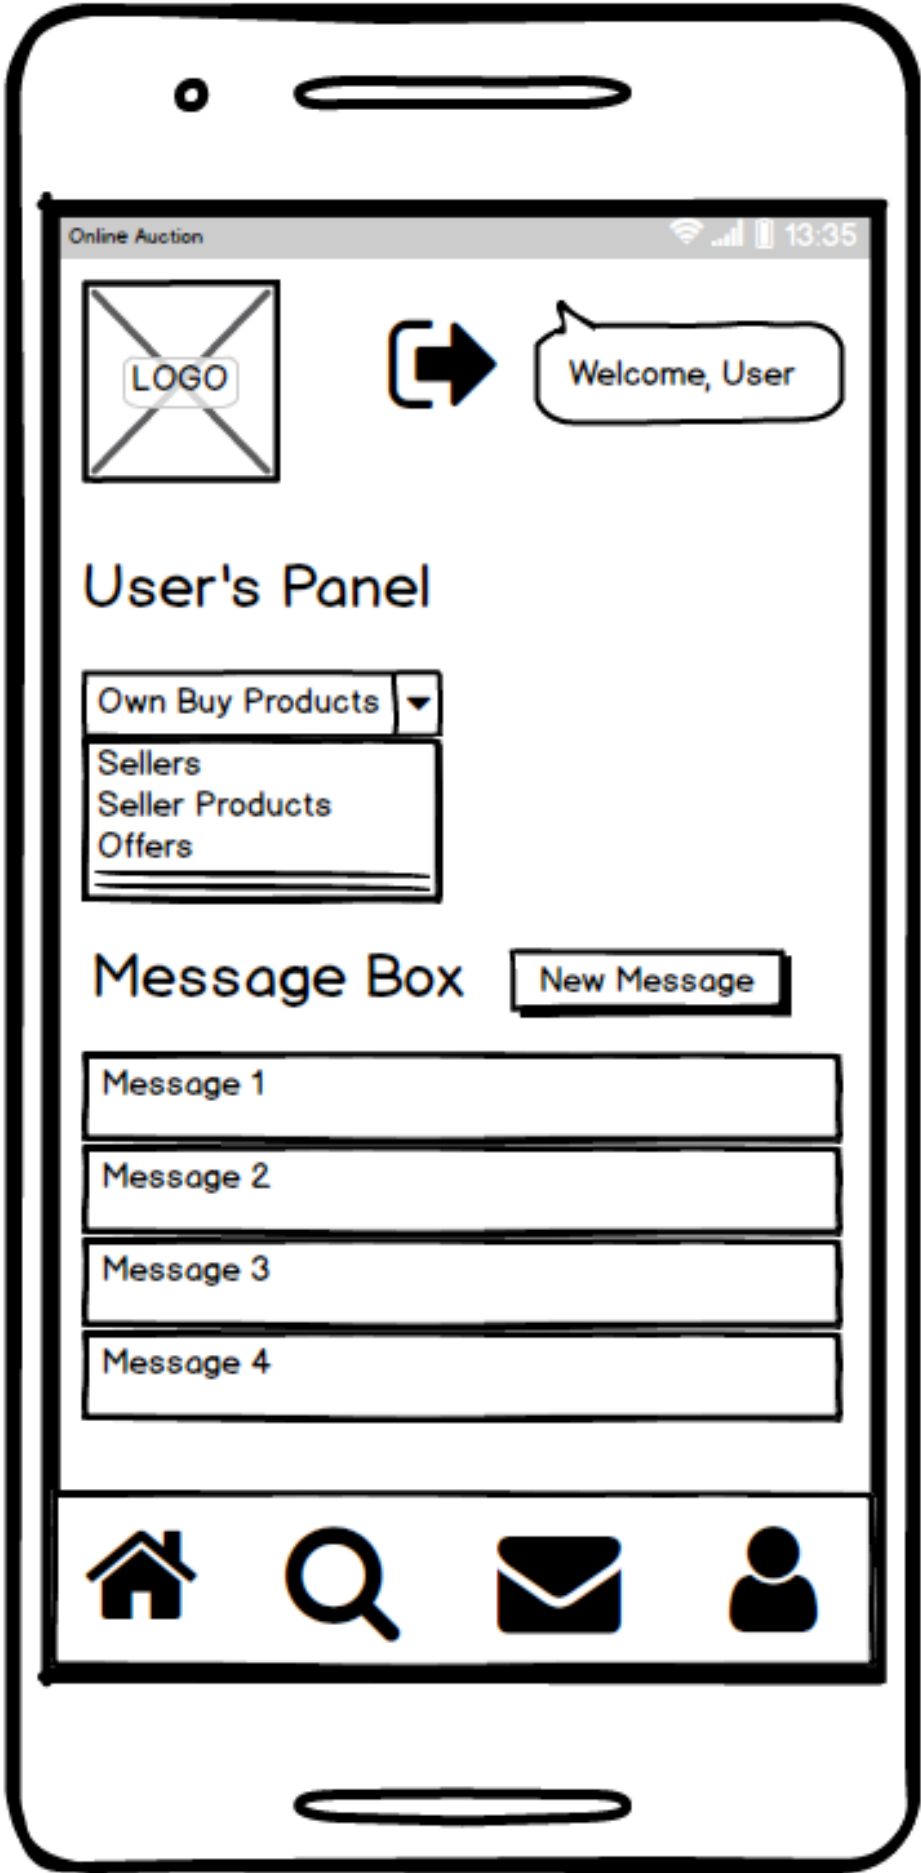 Online Auction 13:35
LOGO
Welcome, User
User's Panel
Own Buy Products
Sellers
Seller Products
Offers
Message Box
New Message
Message 1
Message 2
Message 3
Message 4